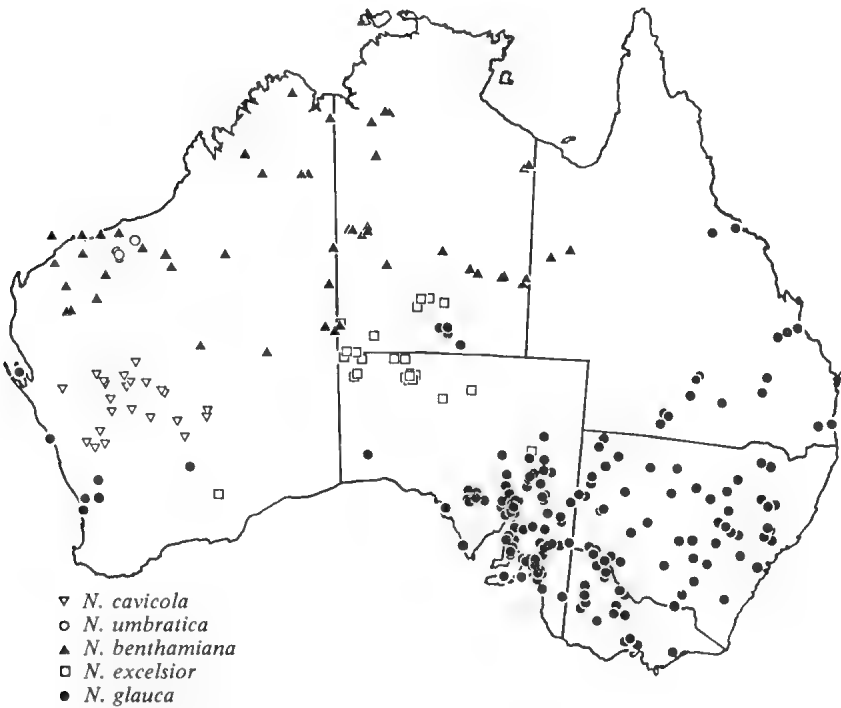 N. cavicola
N. umbratica
N. benthamiana
N. excelsior
N. glauca